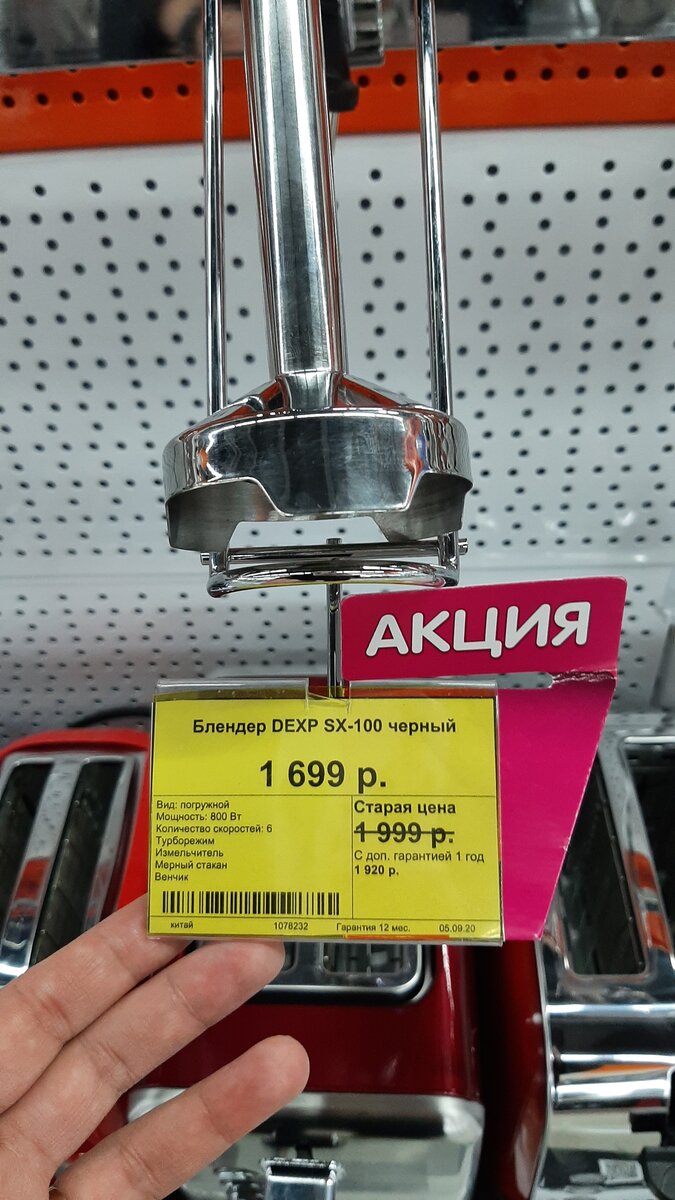 АКЦИЯ
Блендер DEXP SX-100 черный
1 699 р.
Вид: погружной
Мощность: 800 Вт
Количество скоростей: 6
Турборежим
Измельчитель
Мерный стакан
Венчик
Старая цена
1 999 р.
С доп. гарантией 1 год
1 920 р.
китай 1078232 Гарантия 12 мес. 05.09.20